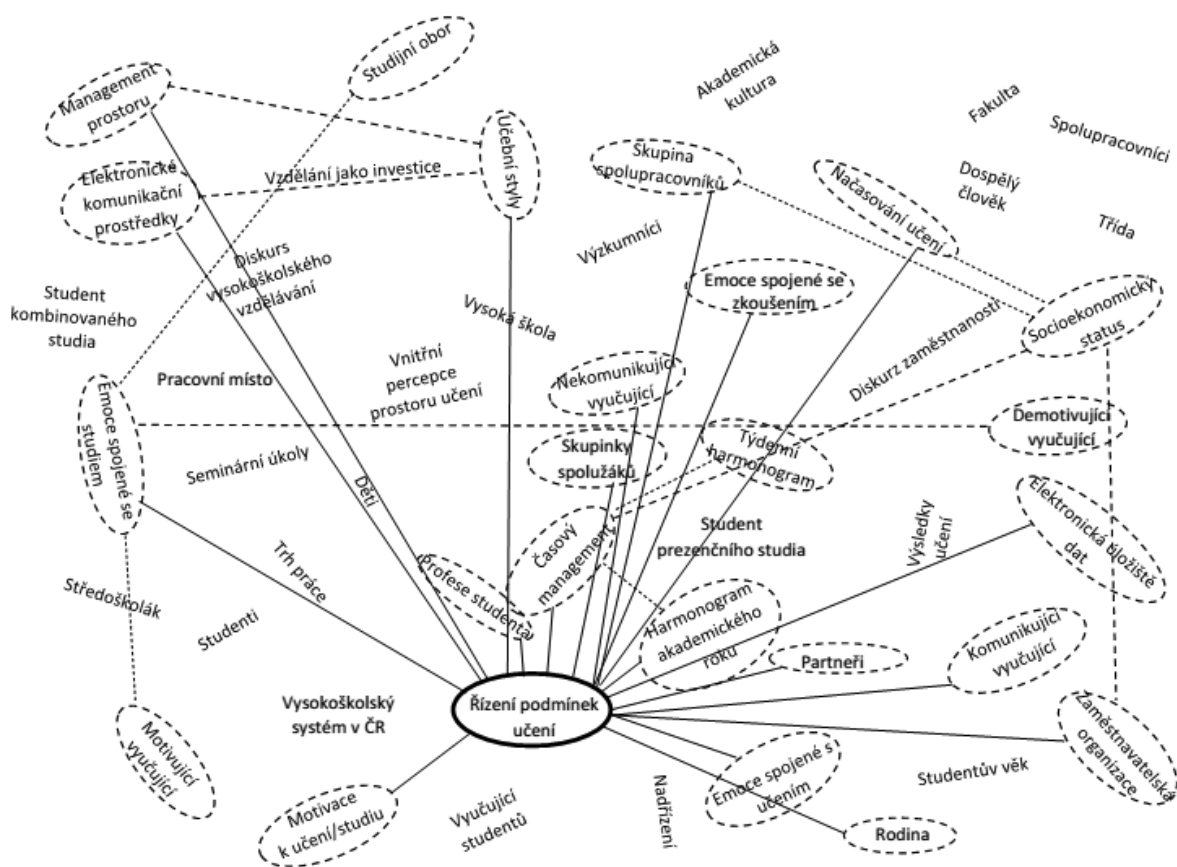 Studijní obor
Management
prostoru
Akademická
kultura
Fakulta
Spolupracovníci
Učební styly
Elektronické
komunikační
prostředky
Vzdělání jako investice
Skupina
spolupracovníků
Načasování učení
Dospělý
člověk
Třída
Výzkumníci
Diskurs
vysokoškolského
vzdělávání
Emoce spojené se
zkoušením
Student
kombinovaného
studia
Vysoká škola
Socioekonomický
status
Diskurz zaměstnanosti
Vnitřní
percepce
prostoru učení
Pracovní místo
Nekomunikující
vyučující
Emoce spojené se
studiem
Demotivující
vyučující
Týdenní
harmonogram
Skupinky
spolužáků
Seminární úkoly
Děti
Elektronická úložiště
dat
Student
prezenčního studia
Výsledky
učení
Časový
management
Trh práce
Profese studenta
Středoškolák
Studenti
Harmonogram
akademického
roku
Komunikující
vyučující
Partneři
Vysokoškolský
systém v ČR
Řízení podmínek
učení
Motivující
vyučující
Zaměstnavatelská
organizace
Emoce spojené s
učením
Studentův věk
Nadřízení
Motivace
k učení/studiu
Vyučující
studentů
Rodina